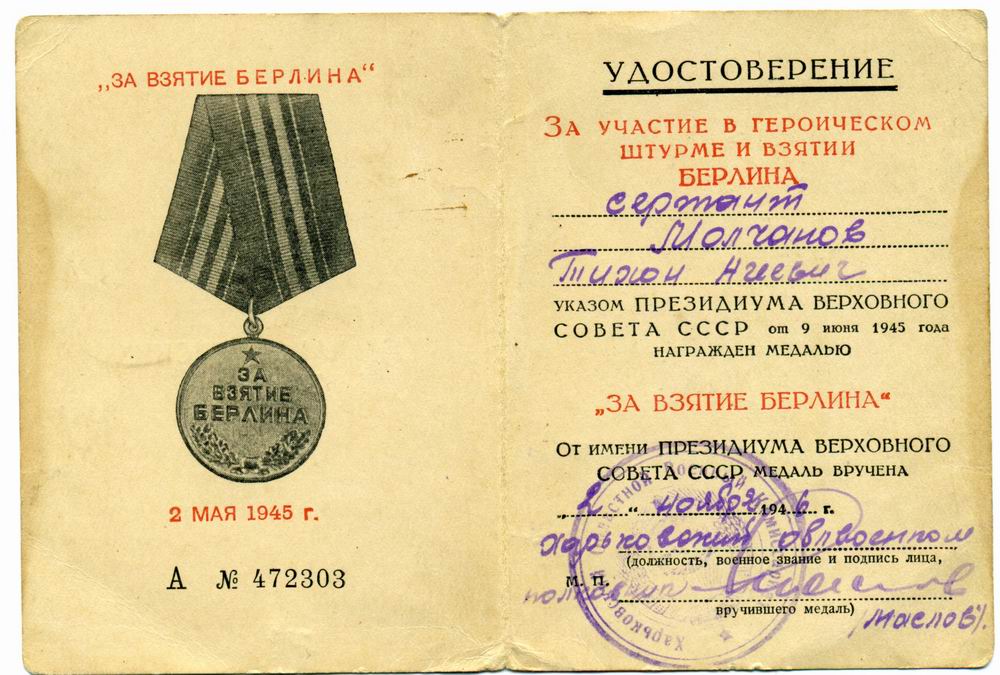 „ЗА ВЗЯТИЕ БЕРЛИНА“
ЗА
ВЗЯТИЕ
БЕРЛИНА
2 МАЯ 1945 г.
А № 472303
УДОСТОВЕРЕНИЕ
ЗА УЧАСТИЕ В ГЕРОИЧЕСКОМ
ШТУРМЕ И ВЗЯТИИ
БЕРЛИНА
сержант
Молчанов
Тихон
УКАЗОМ ПРЕЗИДИУМА ВЕРХОВНОГО
СОВЕТА СССР от 9 июня 1945 года
НАГРАЖДЕН МЕДАЛЬЮ
„ЗА ВЗЯТИЕ БЕРЛИНА“
ОТ ИМЕНИ ПРЕЗИДИУМА ВЕРХОВНОГО
СОВЕТА СССР МЕДАЛЬ ВРУЧЕНА
„2“ ноября 1946 г.
облвоенком
(должность, военное звание и подпись лица,
М. П.
вручившего медаль)
(Маслов).